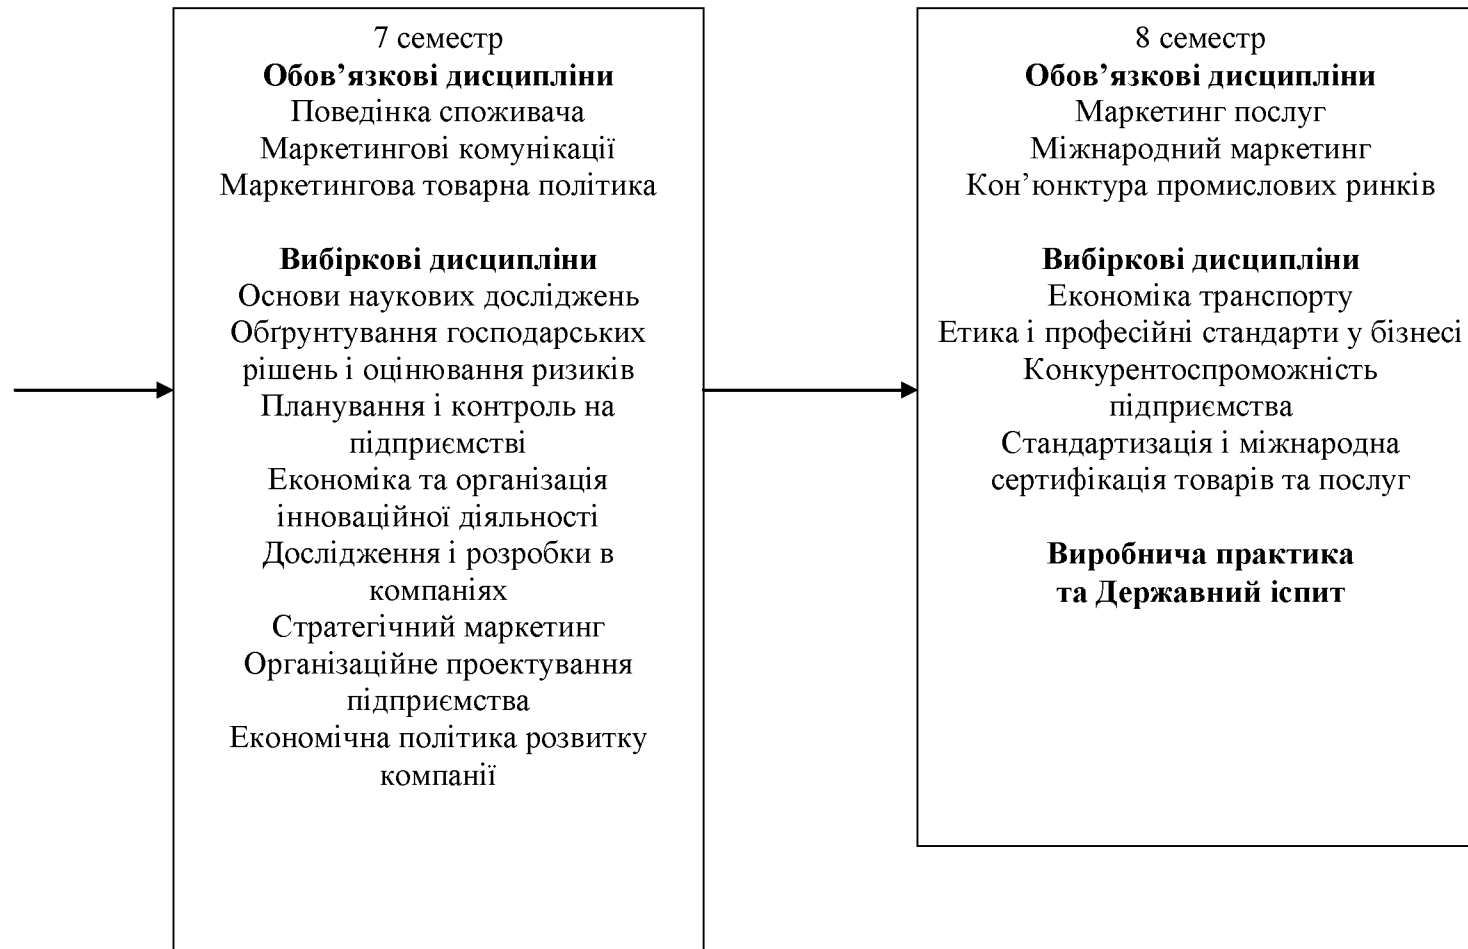 7 семестр
Обов’язкові дисципліни
Поведінка споживача
Маркетингові комунікації
Маркетингова товарна політика
Вибіркові дисципліни
Основи наукових досліджень
Обґрунтування господарських
рішень і оцінювання ризиків
Планування і контроль на
підприємстві
Економіка та організація
інноваційної діяльності
Дослідження і розробки в
компаніях
Стратегічний маркетинг
Організаційне проектування
підприємства
Економічна політика розвитку
компанії
8 семестр
Обов’язкові дисципліни
Маркетинг послуг
Міжнародний маркетинг
Кон’юнктура промислових ринків
Вибіркові дисципліни
Економіка транспорту
Етика і професійні стандарти у бізнесі
Конкурентоспроможність
підприємства
Стандартизація і міжнародна
сертифікація товарів та послуг
Виробнича практика
та Державний іспит